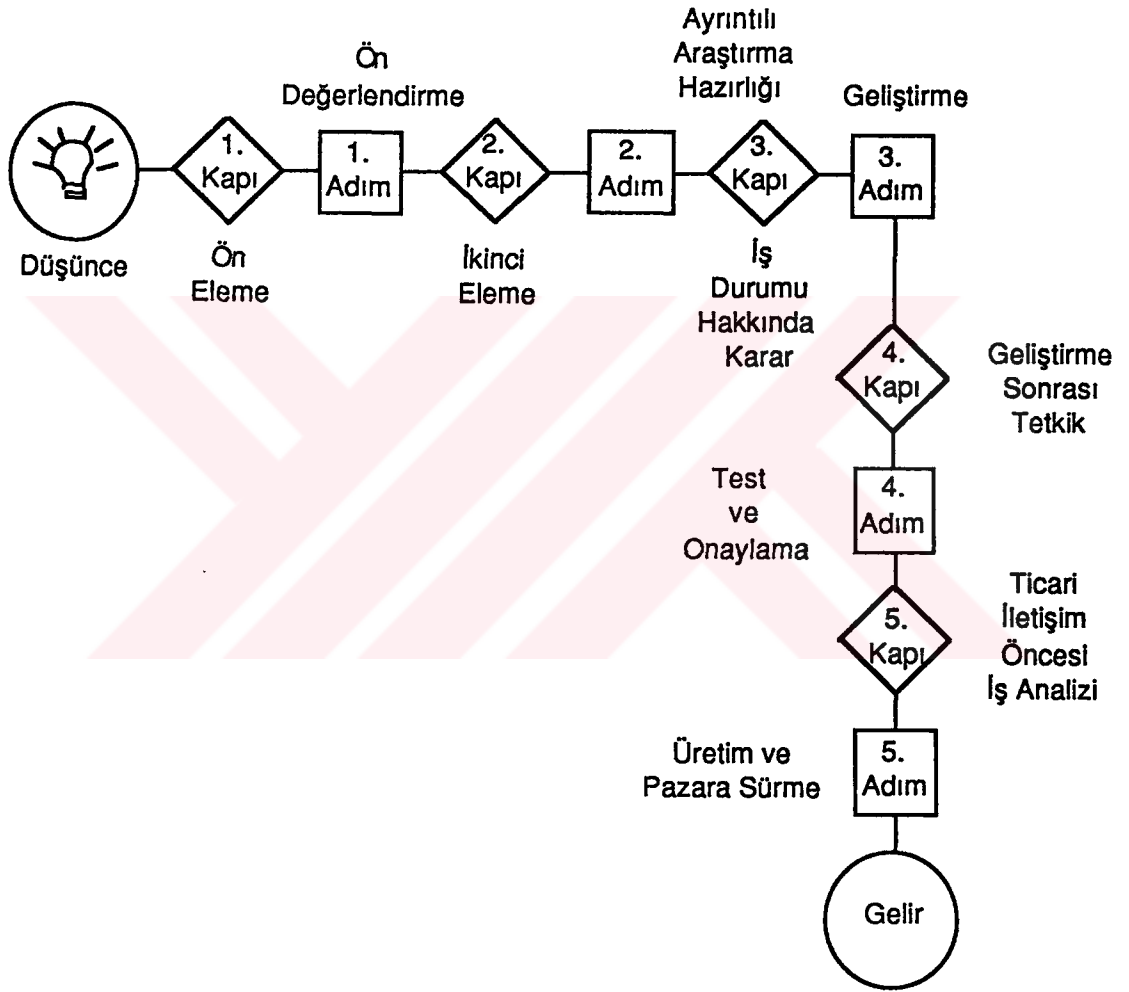 Ön
Değerlendirme
Ayrıntılı
Araştırma
Hazırlığı
Geliştirme
Düşünce
1.
Kapı
1.
Adım
2.
Kapı
2.
Adım
3.
Kapı
3.
Adım
Ön
Eleme
İkinci
Eleme
İş
Durumu
Hakkında
Karar
4.
Kapı
Geliştirme
Sonrası
Tetkik
Test
ve
Onaylama
4.
Adım
5.
Kapı
Ticari
İletişim
Öncesi
İş Analizi
Üretim ve
Pazara Sürme
5.
Adım
Gelir